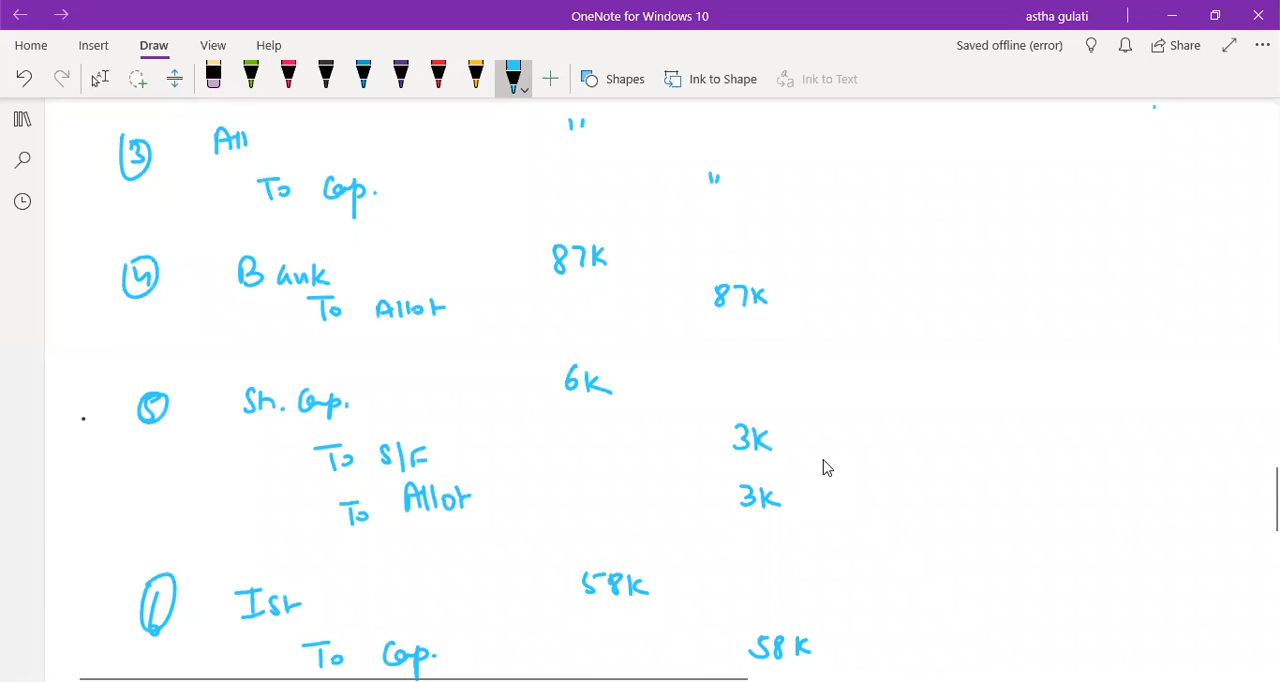 OneNote for Windows 10
astha gulati
Home Insert Draw View Help
Saved offline (error) Share
Shapes Ink to Shape Ink to Text
③ All "
To Cap. "
④ Bank 87K
To Allot 87K
⑤ Sh. Cap. 6K
To S/F 3K
To Allot 3K
⑥ Ist 58K
To Cap. 58K